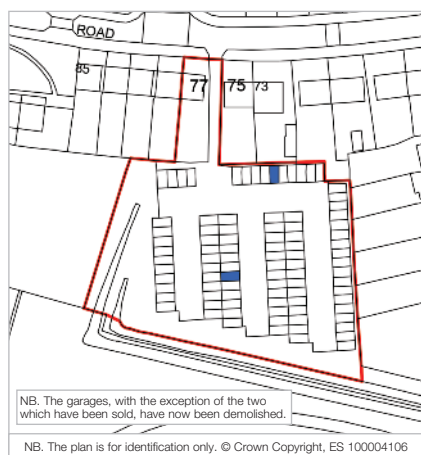 ROAD
85
77
75
73
NB. The garages, with the exception of the two
which have been sold, have now been demolished.
NB. The plan is for identification only. © Crown Copyright, ES 100004106